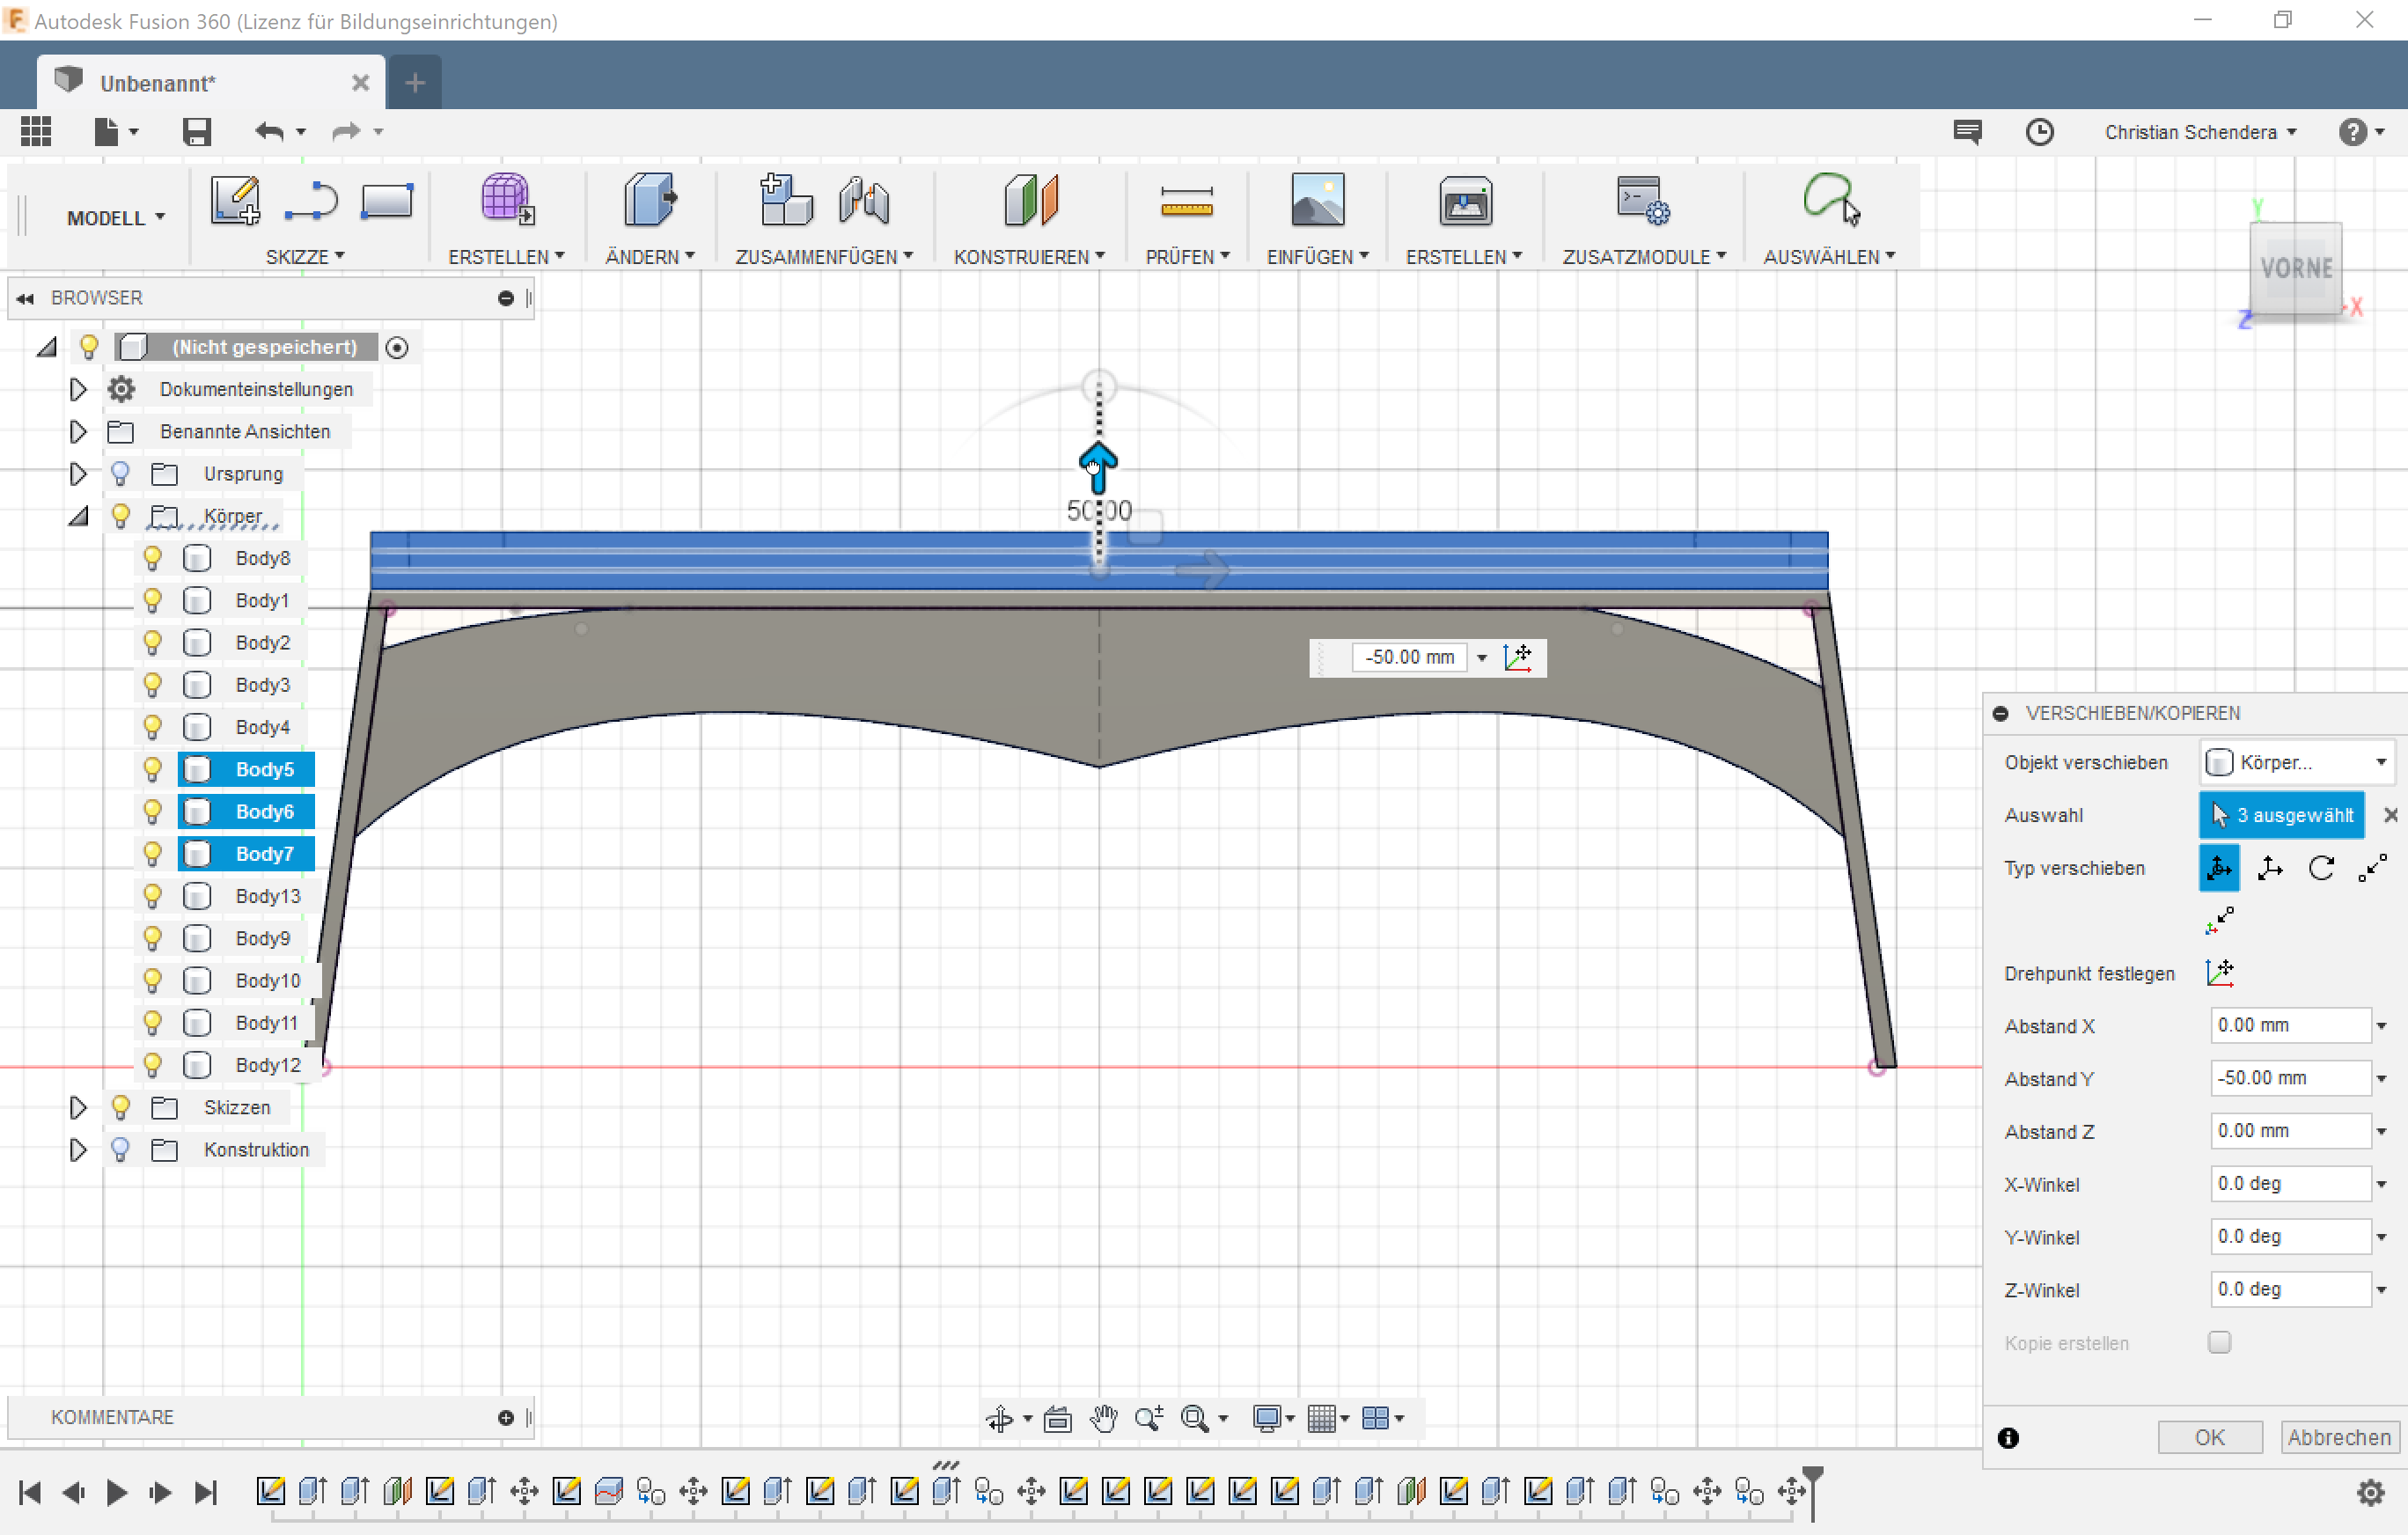 Autodesk Fusion 360 (Lizenz für Bildungseinrichtungen)
Unbenannt*
Christian Schendera
MODELL
SKIZZE
ERSTELLEN
ÄNDERN
ZUSAMMENFÜGEN
KONSTRUIEREN
PRÜFEN
EINFÜGEN
ERSTELLEN
ZUSATZMODULE
AUSWÄHLEN
Y
VORNE
X
Z
BROWSER
(Nicht gespeichert)
Dokumenteinstellungen
Benannte Ansichten
Ursprung
Körper
Body8
Body1
Body2
Body3
Body4
Body5
Body6
Body7
Body13
Body9
Body10
Body11
Body12
Skizzen
Konstruktion
50.00
-50.00 mm
VERSCHIEBEN/KOPIEREN
Objekt verschieben Körper...
Auswahl 3 ausgewählt
Typ verschieben
Drehpunkt festlegen
Abstand X 0.00 mm
Abstand Y -50.00 mm
Abstand Z 0.00 mm
X-Winkel 0.0 deg
Y-Winkel 0.0 deg
Z-Winkel 0.0 deg
Kopie erstellen
OK Abbrechen
KOMMENTARE